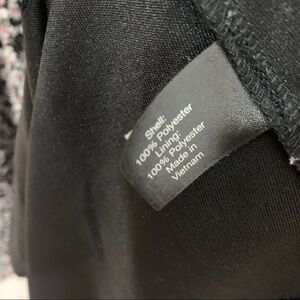 Shell:
100% Polyester
Lining:
100% Polyester
Made in
Vietnam